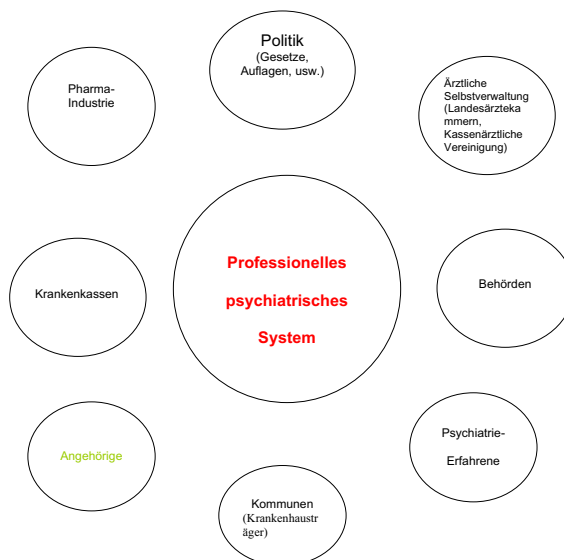 Politik
(Gesetze,
Auflagen, usw.)
Pharma-
Industrie
Ärztliche
Selbstverwaltung
(Landesärzteka
mmern,
Kassenärztliche
Vereinigung)
Professionelles
psychiatrisches
System
Krankenkassen
Behörden
Angehörige
Psychiatrie-
Erfahrene
Kommunen
(Krankenhaustr
äger)